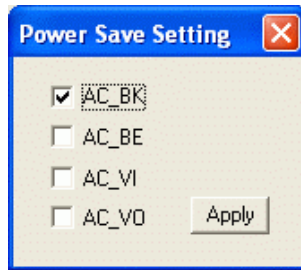 Power Save Setting
AC_BK
AC_BE
AC_VI
AC_VO
Apply